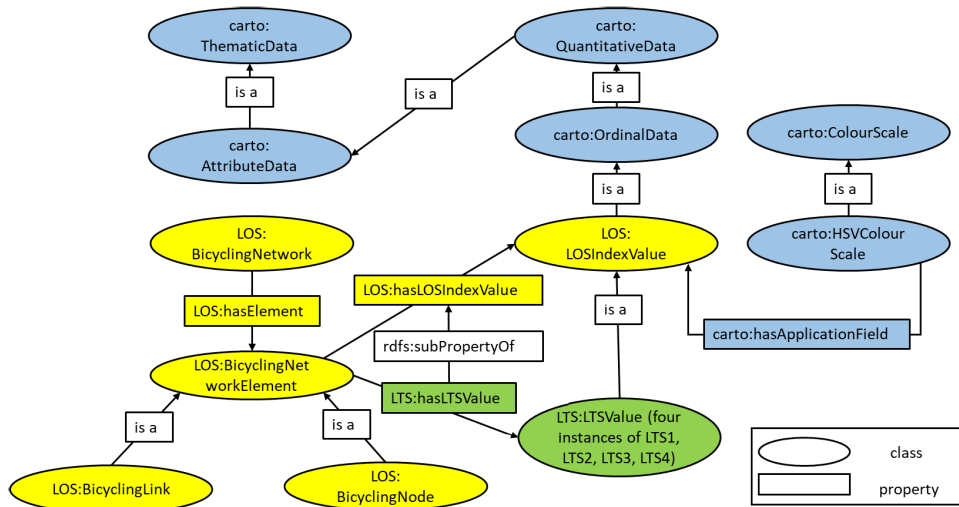 carto:
ThematicData
carto:
QuantitativeData
is a
is a
is a
carto:
AttributeData
carto:OrdinalData
carto:ColourScale
is a
is a
LOS:
BicyclingNetwork
LOS:
LOSIndexValue
carto:HSVColour
Scale
LOS:hasElement
LOS:hasLOSIndexValue
is a
rdfs:subPropertyOf
carto:hasApplicationField
LOS:BicyclingNet
workElement
LTS:hasLTSValue
is a
is a
LTS:LTSValue (four
instances of LTS1,
LTS2, LTS3, LTS4)
LOS:BicyclingLink
LOS:
BicyclingNode
class
property